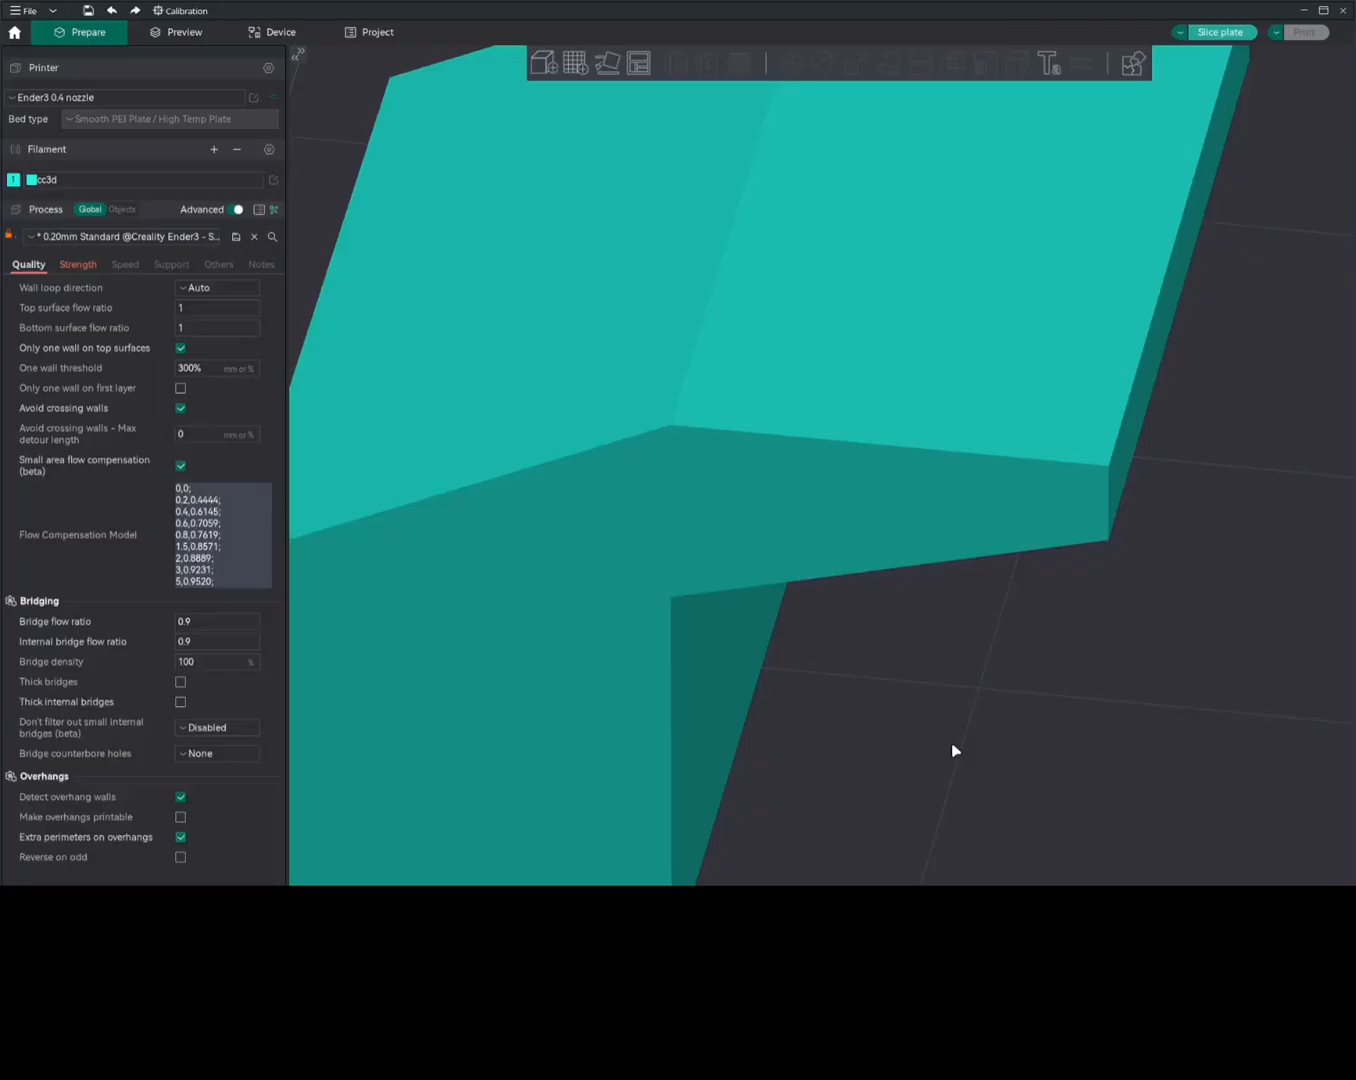 File
Calibration
Prepare
Preview
Device
Project
Slice plate
Print
Printer
Ender3 0.4 nozzle
Bed type
Smooth PEI Plate / High Temp Plate
Filament
1
cc3d
Process
Global
Objects
Advanced
* 0.20mm Standard @Creality Ender3 - S...
Quality
Strength
Speed
Support
Others
Notes
Wall loop direction
Auto
Top surface flow ratio
1
Bottom surface flow ratio
1
Only one wall on top surfaces
One wall threshold
300%
mm or %
Only one wall on first layer
Avoid crossing walls
Avoid crossing walls - Max
detour length
0
mm or %
Small area flow compensation
(beta)
Flow Compensation Model
0,0;
0.2,0.4444;
0.4,0.6145;
0.6,0.7059;
0.8,0.7619;
1.5,0.8571;
2,0.8889;
3,0.9231;
5,0.9520;
Bridging
Bridge flow ratio
0.9
Internal bridge flow ratio
0.9
Bridge density
100
%
Thick bridges
Thick internal bridges
Don't filter out small internal
bridges (beta)
Disabled
Bridge counterbore holes
None
Overhangs
Detect overhang walls
Make overhangs printable
Extra perimeters on overhangs
Reverse on odd